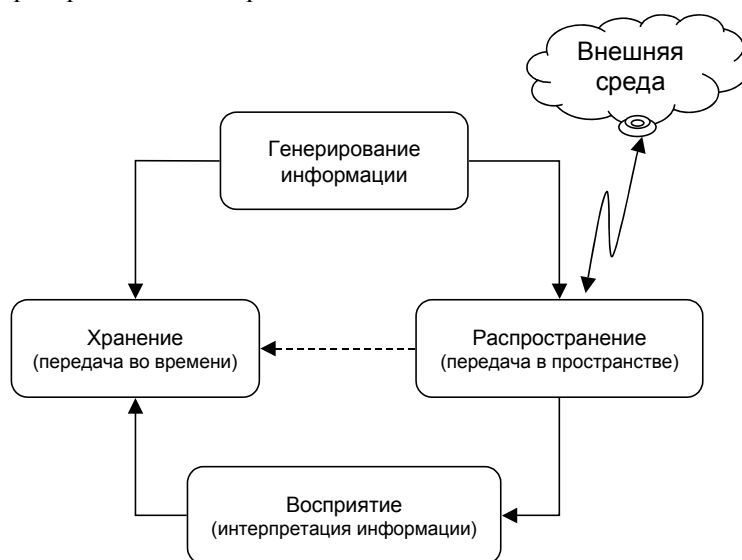 Внешняя
среда
Генерирование
информации
Хранение
(передача во времени)
Распространение
(передача в пространстве)
Восприятие
(интерпретация информации)